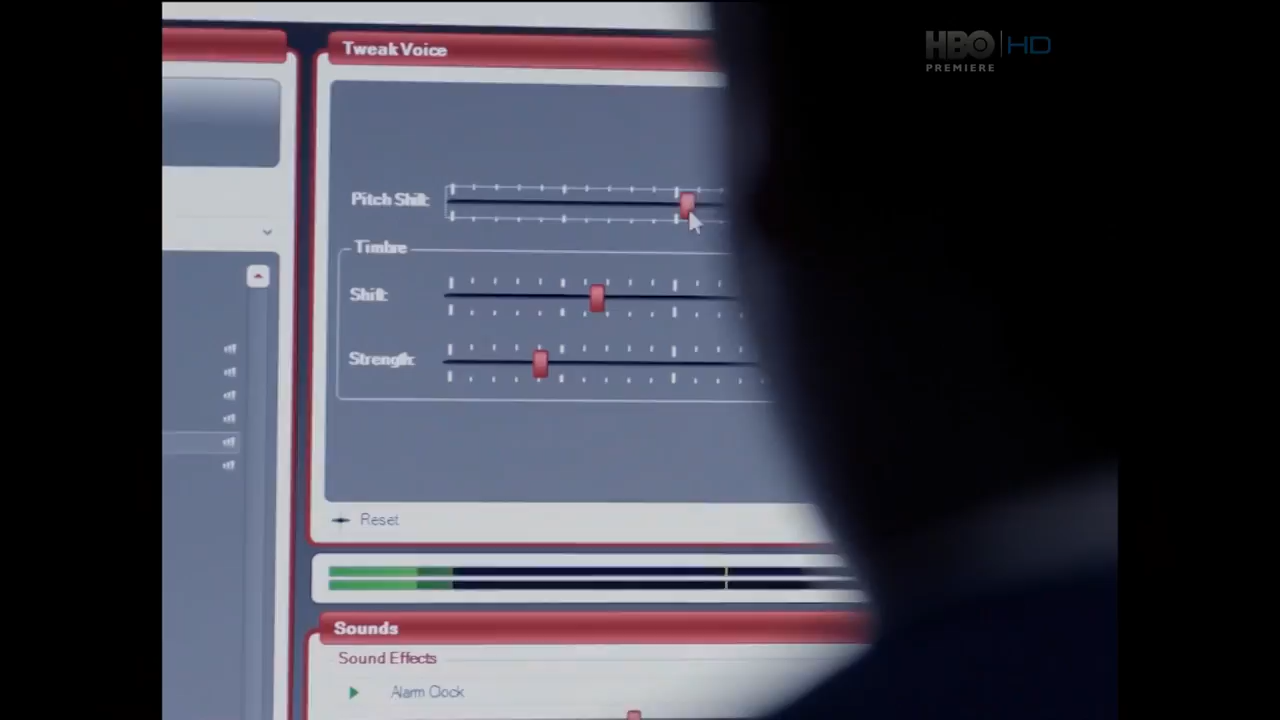 HBO HD
PREMIERE
Tweak Voice
Pitch Shift:
Timbre
Shift:
Strength:
Reset
Sounds
Sound Effects
Alarm Clock